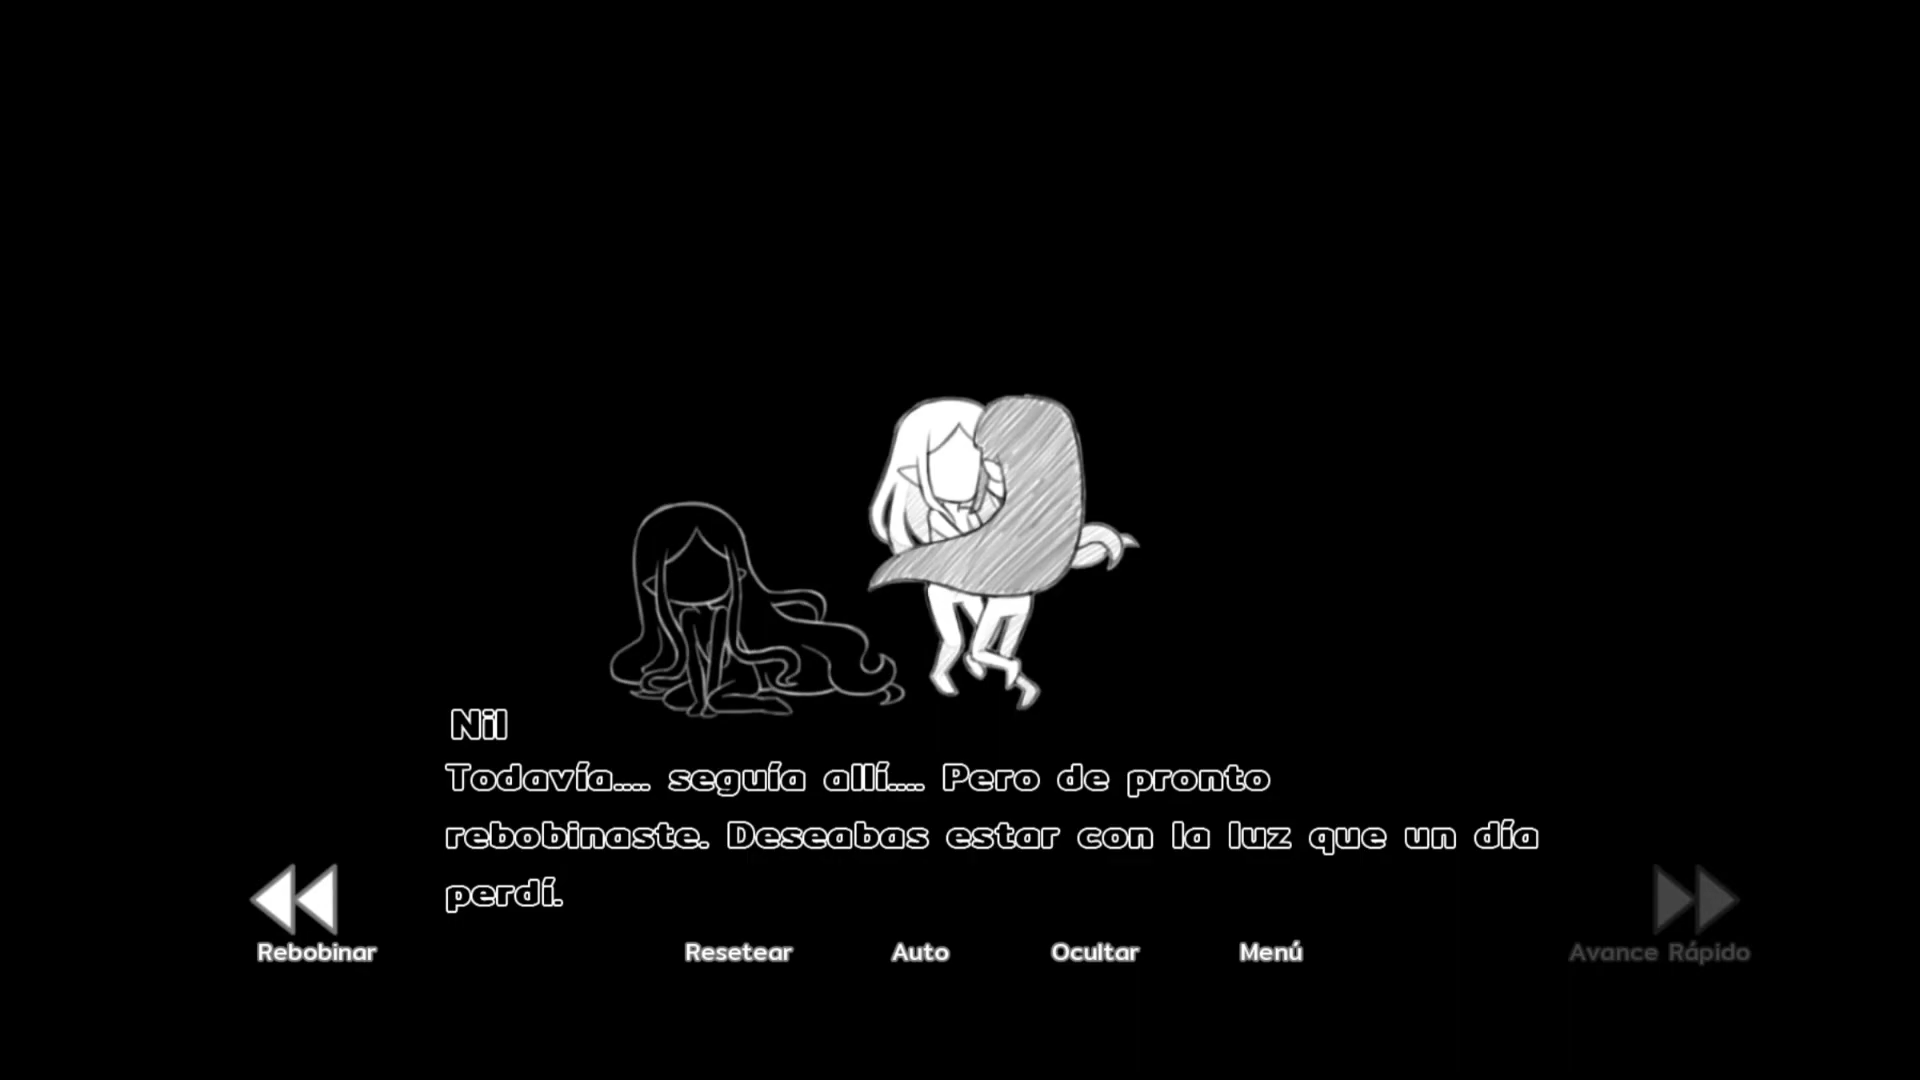 Nil
Todavía.... seguía allí.... Pero de pronto
rebobinaste. Deseabas estar con la luz que un día
perdí.
Rebobinar
Resetear
Auto
Ocultar
Menú
Avance Rápido